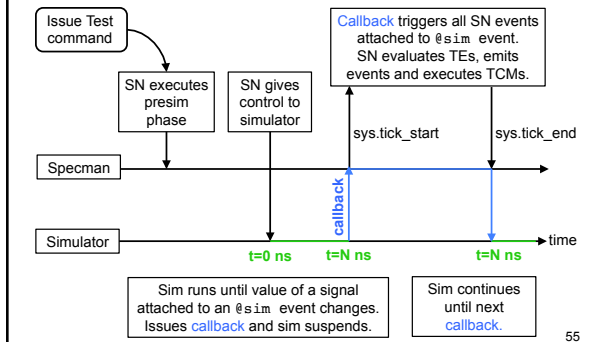 Issue Test
command
Callback triggers all SN events
attached to @sim event.
SN evaluates TEs, emits
events and executes TCMs.
SN executes
presim
phase
SN gives
control to
simulator
sys.tick_start
sys.tick_end
Specman
callback
Simulator
time
t=0 ns
t=N ns
t=N ns
Sim runs until value of a signal
attached to an @sim event changes.
Issues callback and sim suspends.
Sim continues
until next
callback.
55